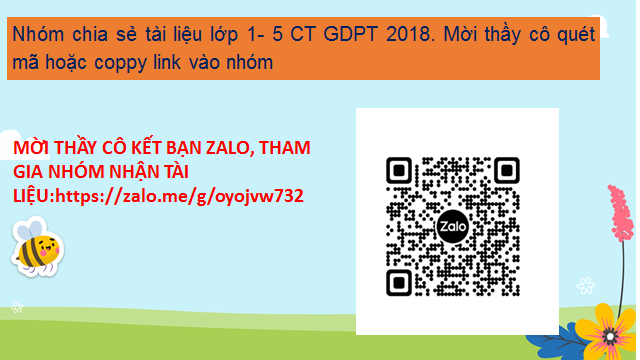 Nhóm chia sẻ tài liệu lớp 1- 5 CT GDPT 2018. Mời thầy cô quét
mã hoặc coppy link vào nhóm
MỜI THẦY CÔ KẾT BẠN ZALO, THAM
GIA NHÓM NHẬN TÀI
LIỆU:https://zalo.me/g/oyojvw732
Zalo